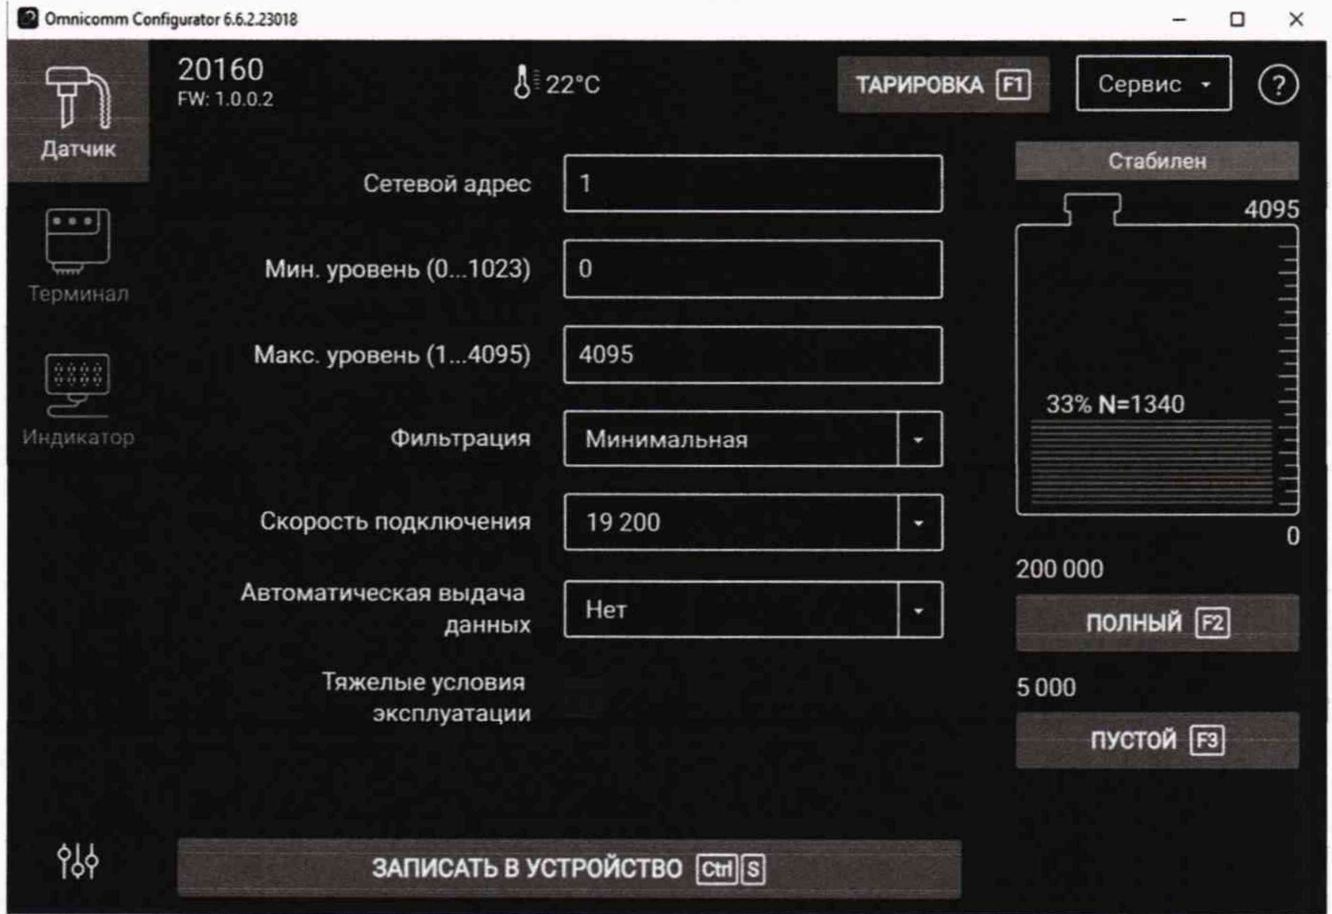 Omnicomm Configurator 6.6.2.23018
Датчик
Терминал
Индикатор
20160
FW: 1.0.0.2
22°C
ТАРИРОВКА F1
Сервис
?
Сетевой адрес
1
Мин. уровень (0...1023)
0
Макс. уровень (1...4095)
4095
Фильтрация
Минимальная
Скорость подключения
19 200
Автоматическая выдача
данных
Нет
Тяжелые условия
эксплуатации
Стабилен
4095
33% N=1340
0
200 000
ПОЛНЫЙ F2
5 000
ПУСТОЙ F3
ЗАПИСАТЬ В УСТРОЙСТВО Ctrl S